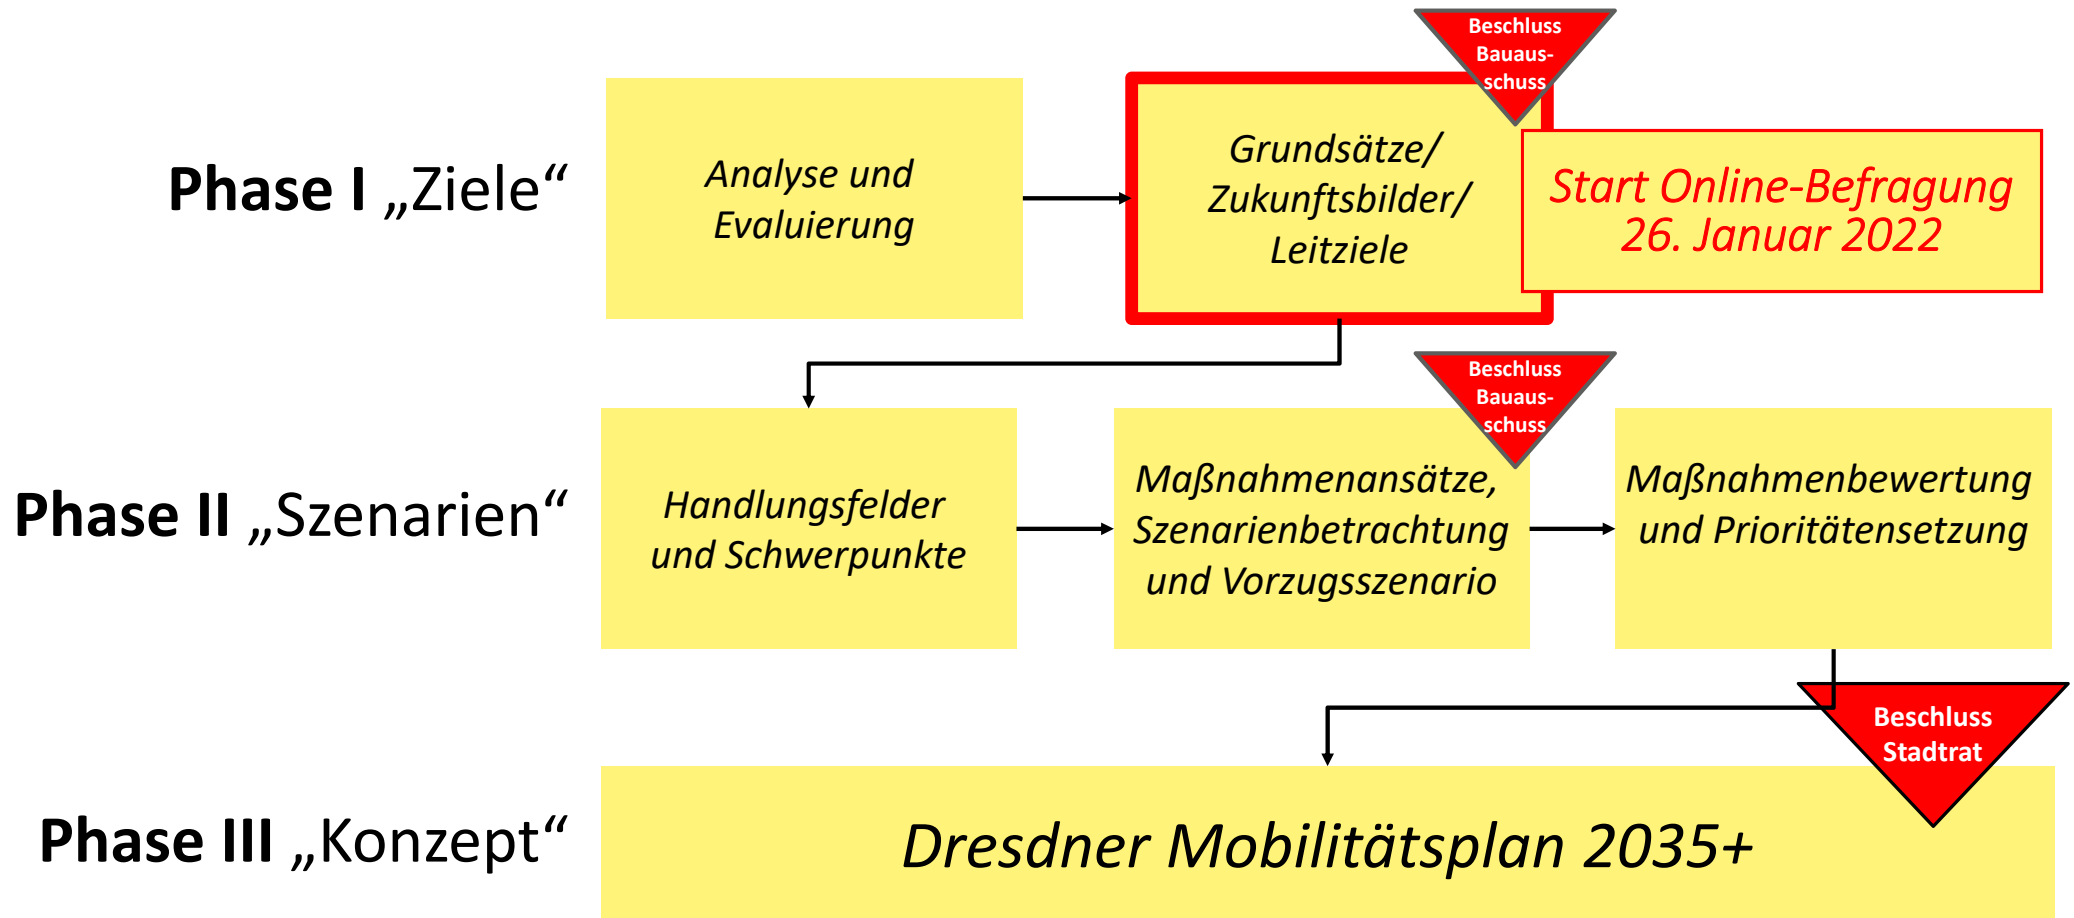 Beschluss
Bauaus-
schuss
Phase I „Ziele“
Analyse und
Evaluierung
Grundsätze/
Zukunftsbilder/
Leitziele
Start Online-Befragung
26. Januar 2022
Beschluss
Bauaus-
schuss
Phase II „Szenarien“
Handlungsfelder
und Schwerpunkte
Maßnahmenansätze,
Szenarienbetrachtung
und Vorzugsszenario
Maßnahmenbewertung
und Prioritätensetzung
Beschluss
Stadtrat
Phase III „Konzept“
Dresdner Mobilitätsplan 2035+